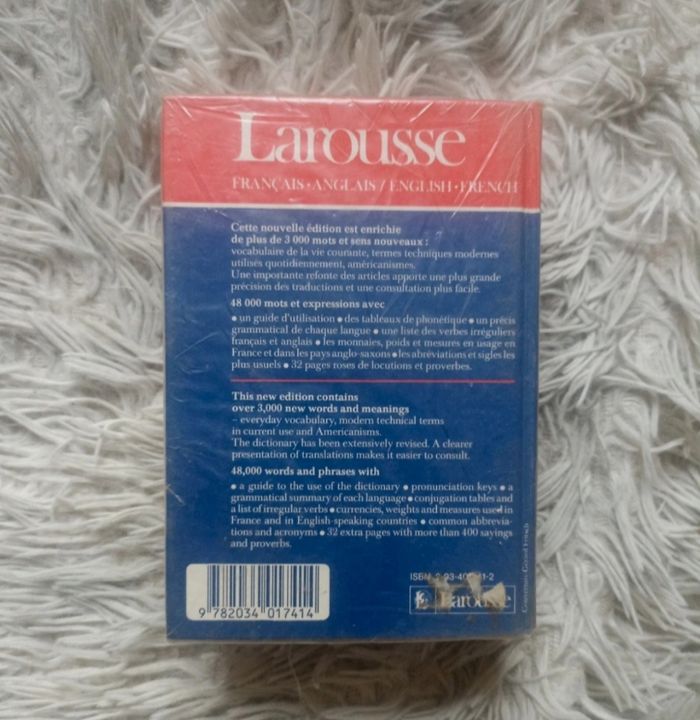 Larousse
FRANÇAIS • ANGLAIS / ENGLISH • FRENCH
Cette nouvelle édition est enrichie
de plus de 3 000 mots et sens nouveaux :
vocabulaire de la vie courante, termes techniques modernes
utilisés quotidiennement, américanismes.
Une importante refonte des articles apporte une plus grande
précision des traductions et une consultation plus facile.
48 000 mots et expressions avec
● un guide d'utilisation ● des tableaux de phonétique ● un précis
grammatical de chaque langue ● une liste des verbes irréguliers
français et anglais ● les monnaies, poids et mesures en usage en
France et dans les pays anglo-saxons ● les abréviations et sigles les
plus usuels ● 32 pages roses de locutions et proverbes.
This new edition contains
over 3,000 new words and meanings
– everyday vocabulary, modern technical terms
in current use and Americanisms.
The dictionary has been extensively revised. A clearer
presentation of translations makes it easier to consult.
48,000 words and phrases with
● a guide to the use of the dictionary ● pronunciation keys ● a
grammatical summary of each language ● conjugation tables and
a list of irregular verbs ● currencies, weights and measures used in
France and in English-speaking countries ● common abbrevia-
tions and acronyms ● 32 extra pages with more than 400 sayings
and proverbs.
ISBN
9 782034 017414
Larousse